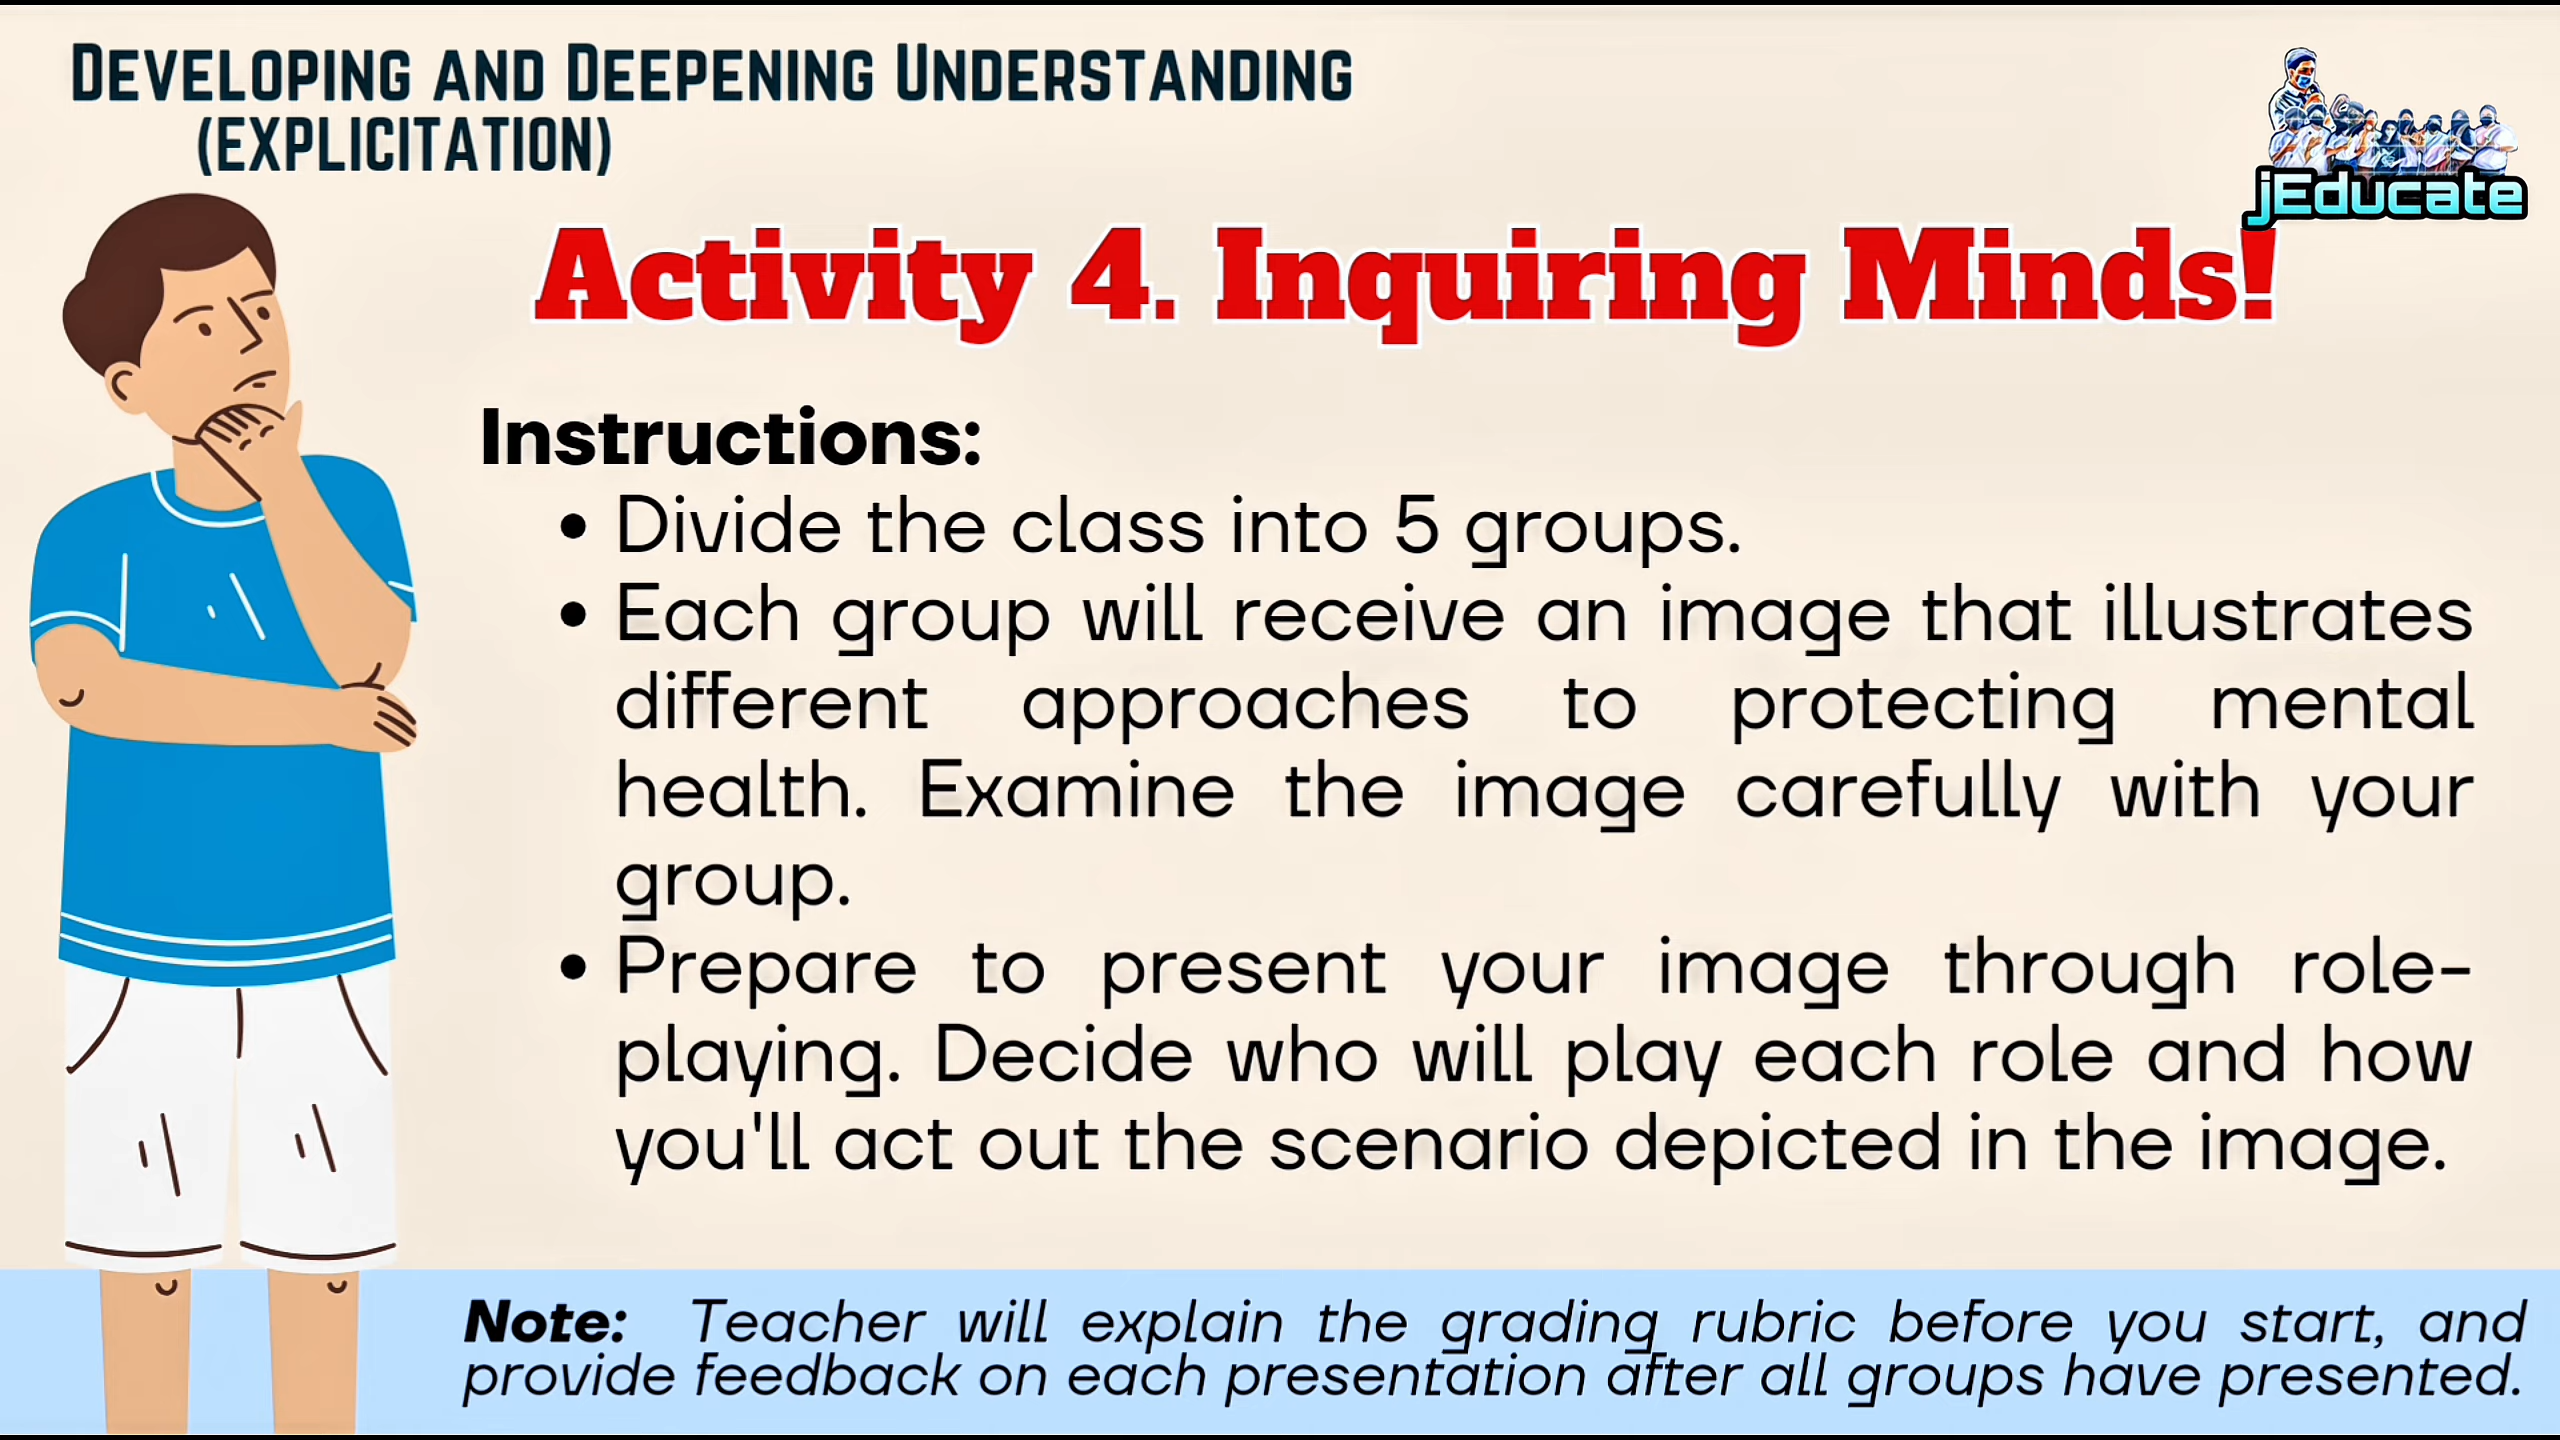 DEVELOPING AND DEEPENING UNDERSTANDING
(EXPLICITATION)
jEducate
Activity 4. Inquiring Minds!
Instructions:
• Divide the class into 5 groups.
• Each group will receive an image that illustrates
different approaches to protecting mental
health. Examine the image carefully with your
group.
• Prepare to present your image through role-
playing. Decide who will play each role and how
you'll act out the scenario depicted in the image.
Note: Teacher will explain the grading rubric before you start, and
provide feedback on each presentation after all groups have presented.